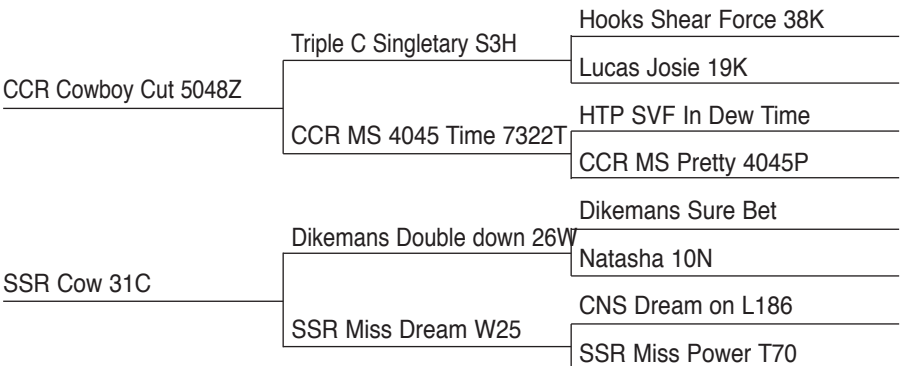 Hooks Shear Force 38K
Triple C Singletary S3H
Lucas Josie 19K
CCR Cowboy Cut 5048Z
HTP SVF In Dew Time
CCR MS 4045 Time 7322T
CCR MS Pretty 4045P
Dikemans Sure Bet
Dikemans Double down 26W
Natasha 10N
SSR Cow 31C
CNS Dream on L186
SSR Miss Dream W25
SSR Miss Power T70